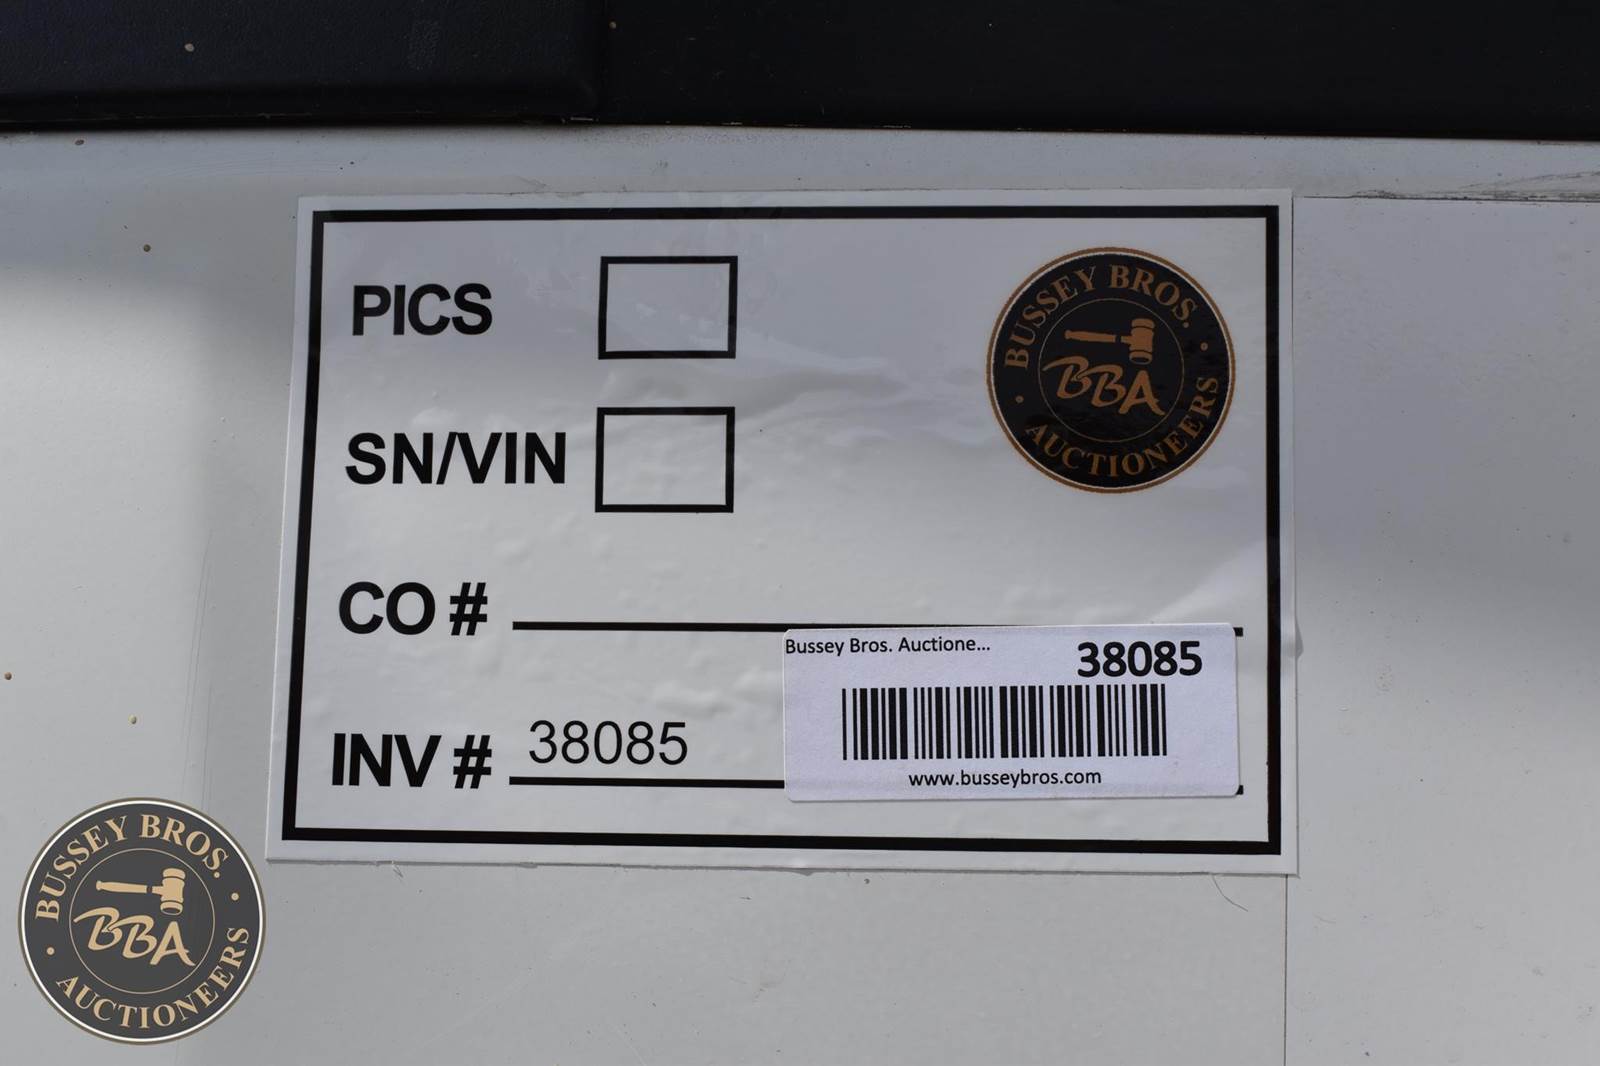 PICS
BUSSEY BROS.
BBA
AUCTIONEERS
SN/VIN
CO #
Bussey Bros. Auctione...
38085
INV # 38085
www.busseybros.com
BUSSEY BROS.
BBA
AUCTIONEERS